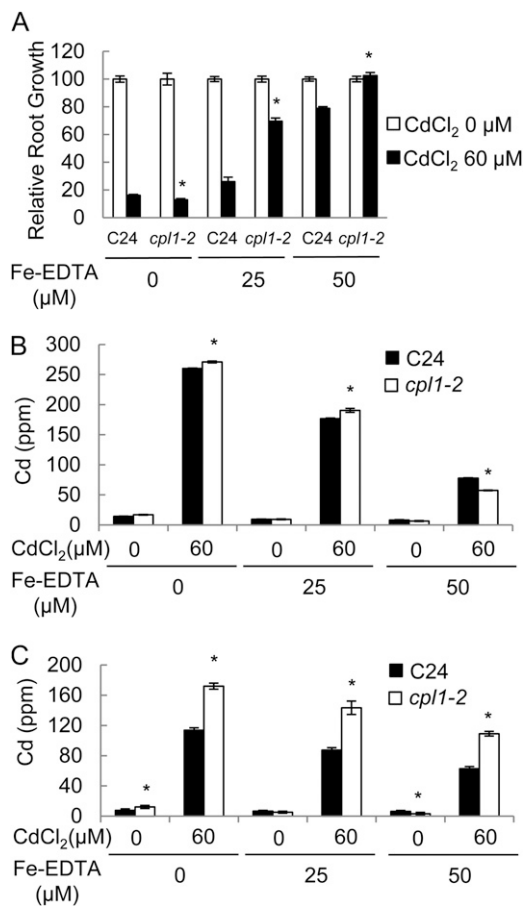 A
Relative Root Growth
120
100
80
60
40
20
0
*
*
*
CdCl₂ 0 µM
CdCl₂ 60 µM
C24 cpl1-2 C24 cpl1-2 C24 cpl1-2
Fe-EDTA (µM) 0 25 50
B
Cd (ppm)
300
250
200
150
100
50
0
*
*
*
C24
cpl1-2
CdCl₂(µM) 0 60 0 60 0 60
Fe-EDTA (µM) 0 25 50
C
Cd (ppm)
200
160
120
80
40
0
*
*
*
*
*
C24
cpl1-2
CdCl₂(µM) 0 60 0 60 0 60
Fe-EDTA (µM) 0 25 50